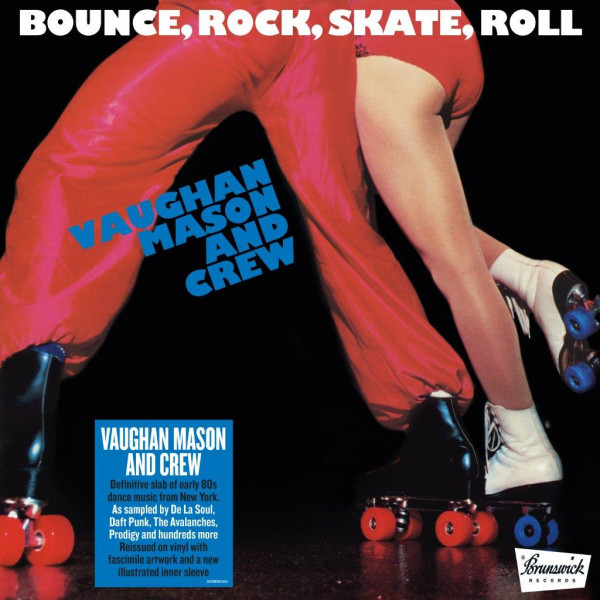 BOUNCE, ROCK, SKATE, ROLL
VAUGHAN
MASON
AND
CREW
VAUGHAN MASON
AND CREW
Definitive slab of early 80s
dance music from New York.
As sampled by De La Soul,
Daft Punk, The Avalanches,
Prodigy and hundreds more
Reissued on vinyl with
fascimile artwork and a new
illustrated inner sleeve
Brunswick
RECORDS